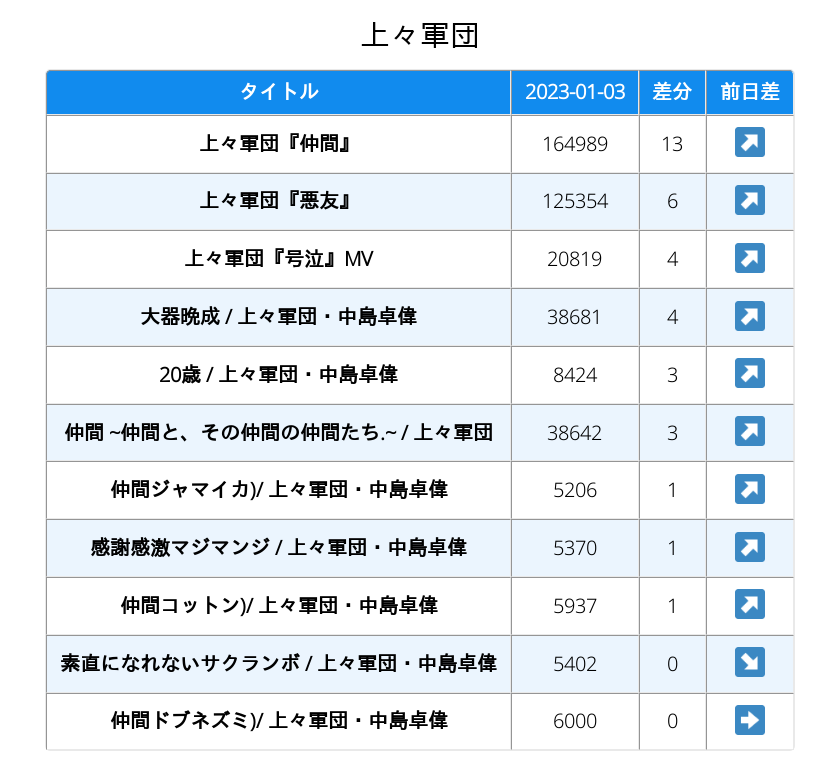 上々軍団
タイトル 2023-01-03 差分 前日差
上々軍団『仲間』 164989 13 ↗
上々軍団『悪友』 125354 6 ↗
上々軍団『号泣』MV 20819 4 ↗
大器晩成 / 上々軍団・中島卓偉 38681 4 ↗
20歳 / 上々軍団・中島卓偉 8424 3 ↗
仲間 ~仲間と、その仲間の仲間たち.~ / 上々軍団 38642 3 ↗
仲間ジャマイカ)/ 上々軍団・中島卓偉 5206 1 ↗
感謝感激マジマンジ / 上々軍団・中島卓偉 5370 1 ↗
仲間コットン)/ 上々軍団・中島卓偉 5937 1 ↗
素直になれないサクランボ / 上々軍団・中島卓偉 5402 0 ↘
仲間ドブネズミ)/ 上々軍団・中島卓偉 6000 0 ➡